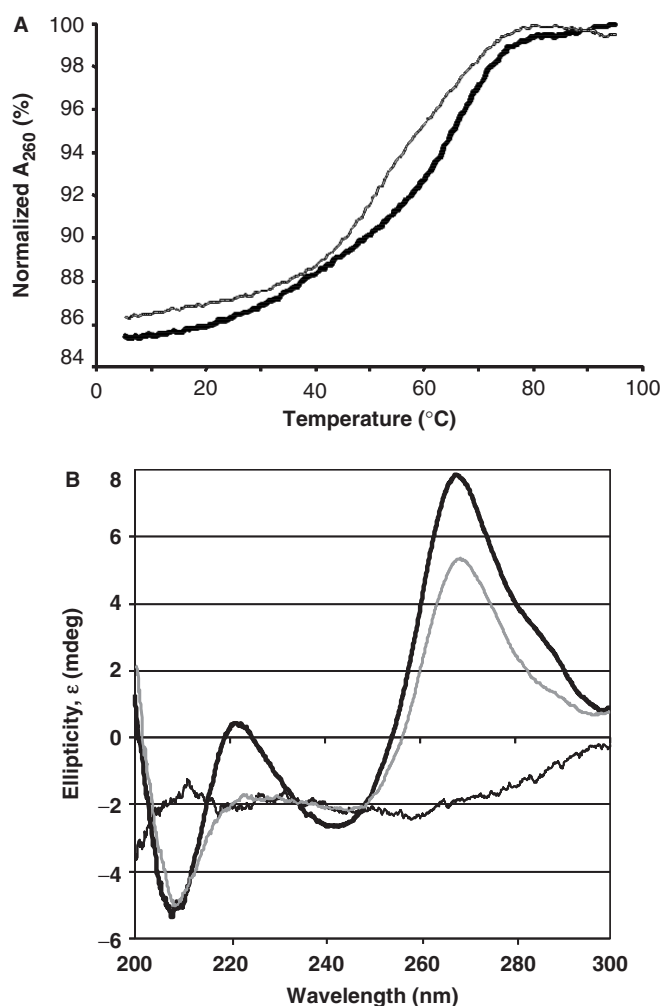 A
100
98
96
94
92
90
88
86
84
Normalized A260 (%)
0 20 40 60 80 100
Temperature (°C)
B
8
6
4
2
0
−2
−4
−6
Ellipticity, ε (mdeg)
200 220 240 260 280 300
Wavelength (nm)